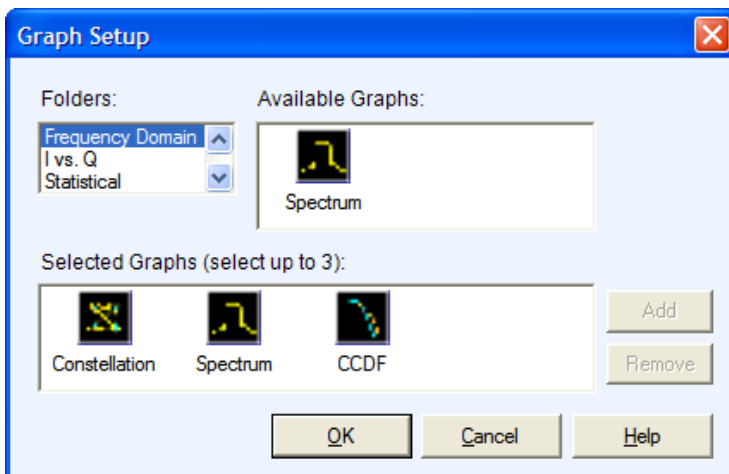 Graph Setup
Folders:
Available Graphs:
Frequency Domain
I vs. Q
Statistical
Spectrum
Selected Graphs (select up to 3):
Constellation
Spectrum
CCDF
Add
Remove
OK
Cancel
Help